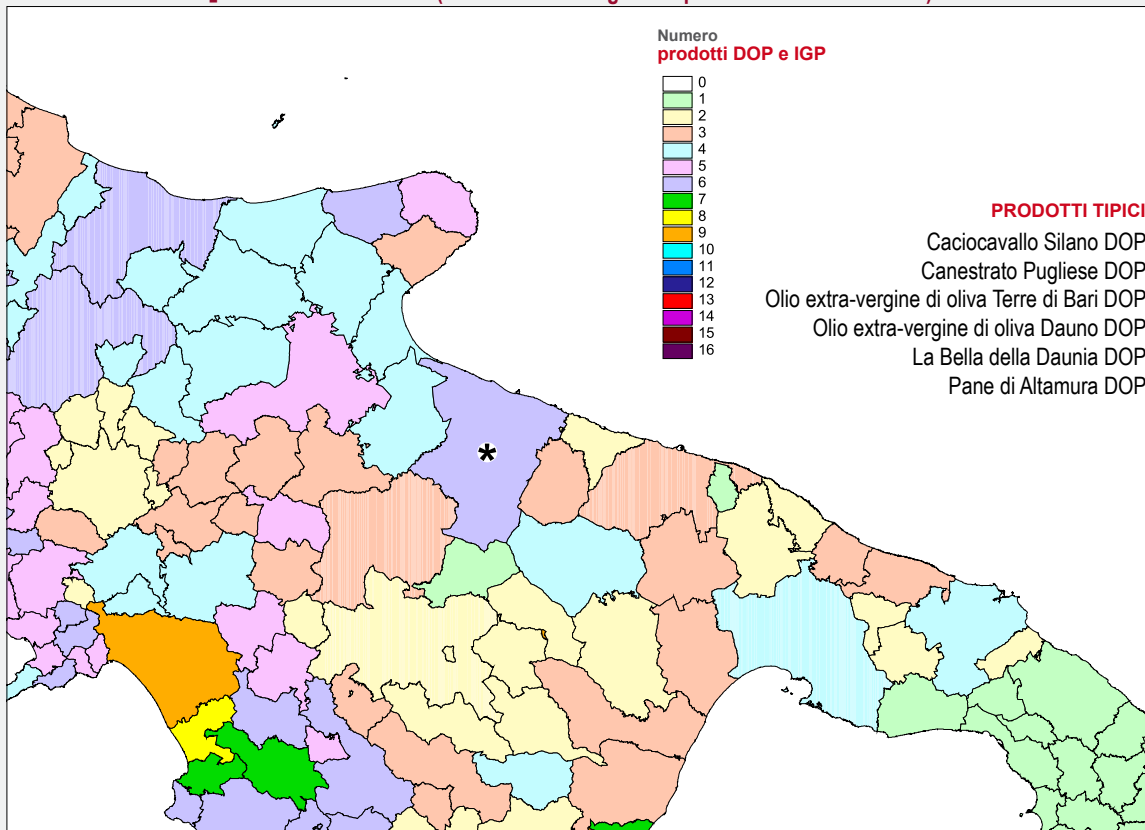 Numero
prodotti DOP e IGP
0
1
2
3
4
5
6
7
8
9
10
11
12
13
14
15
16
PRODOTTI TIPICI
Caciocavallo Silano DOP
Canestrato Pugliese DOP
Olio extra-vergine di oliva Terre di Bari DOP
Olio extra-vergine di oliva Dauno DOP
La Bella della Daunia DOP
Pane di Altamura DOP
*